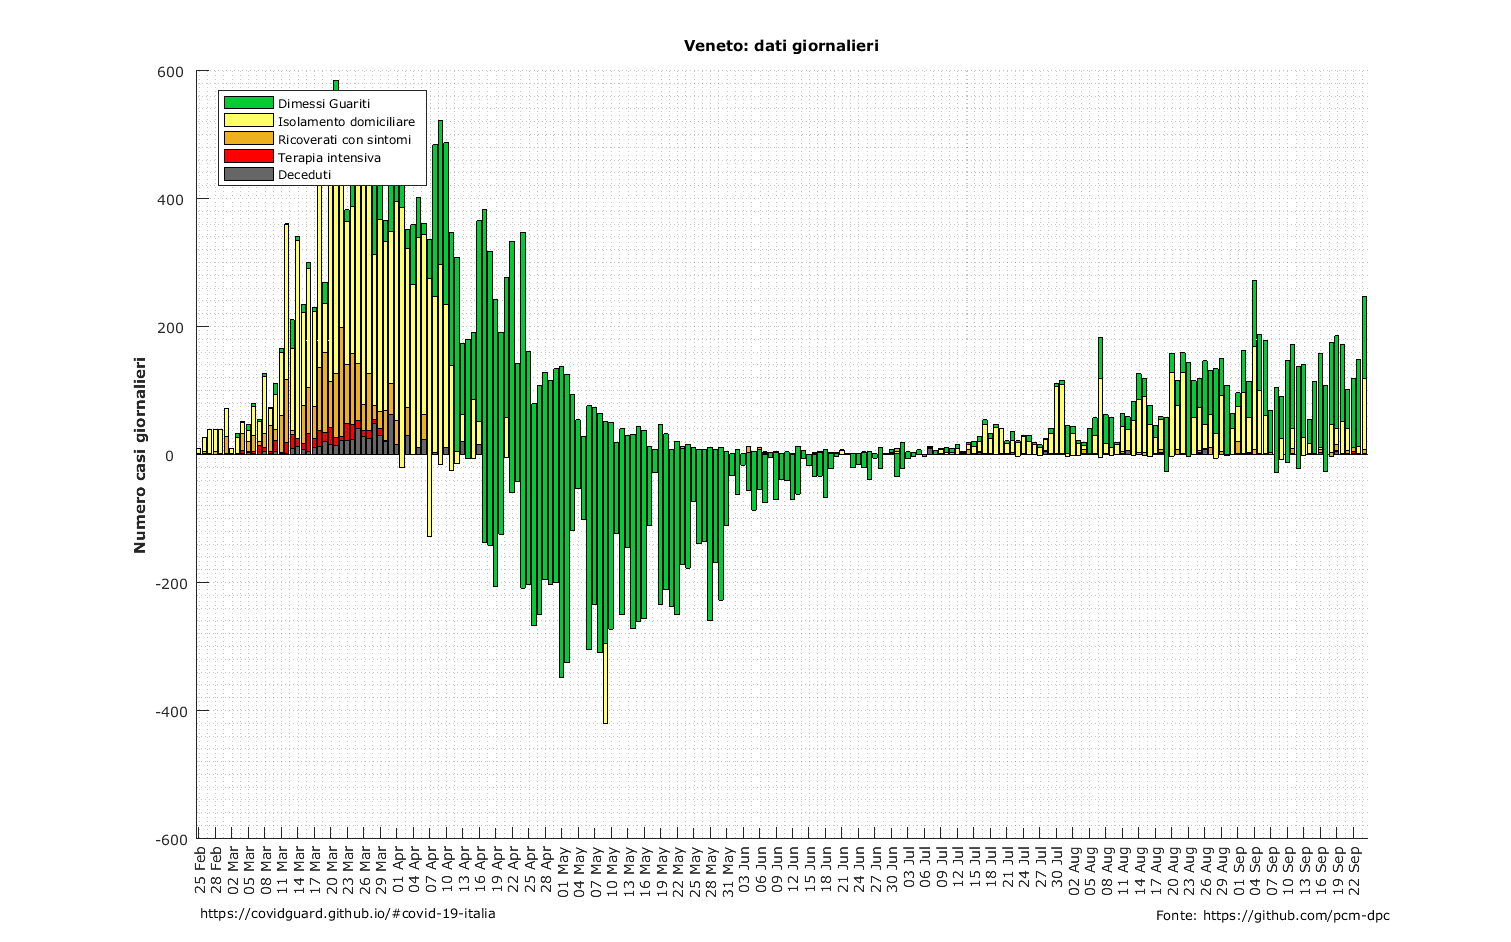 Veneto: dati giornalieri
600
400
200
0
-200
-400
-600
Numero casi giornalieri
Dimessi Guariti
Isolamento domiciliare
Ricoverati con sintomi
Terapia intensiva
Deceduti
25 Feb
28 Feb
02 Mar
05 Mar
08 Mar
11 Mar
14 Mar
17 Mar
20 Mar
23 Mar
26 Mar
29 Mar
01 Apr
04 Apr
07 Apr
10 Apr
13 Apr
16 Apr
19 Apr
22 Apr
25 Apr
28 Apr
01 May
04 May
07 May
10 May
13 May
16 May
19 May
22 May
25 May
28 May
31 May
03 Jun
06 Jun
09 Jun
12 Jun
15 Jun
18 Jun
21 Jun
24 Jun
27 Jun
30 Jun
03 Jul
06 Jul
09 Jul
12 Jul
15 Jul
18 Jul
21 Jul
24 Jul
27 Jul
30 Jul
02 Aug
05 Aug
08 Aug
11 Aug
14 Aug
17 Aug
20 Aug
23 Aug
26 Aug
29 Aug
01 Sep
04 Sep
07 Sep
10 Sep
13 Sep
16 Sep
19 Sep
22 Sep
https://covidguard.github.io/#covid-19-italia
Fonte: https://github.com/pcm-dpc